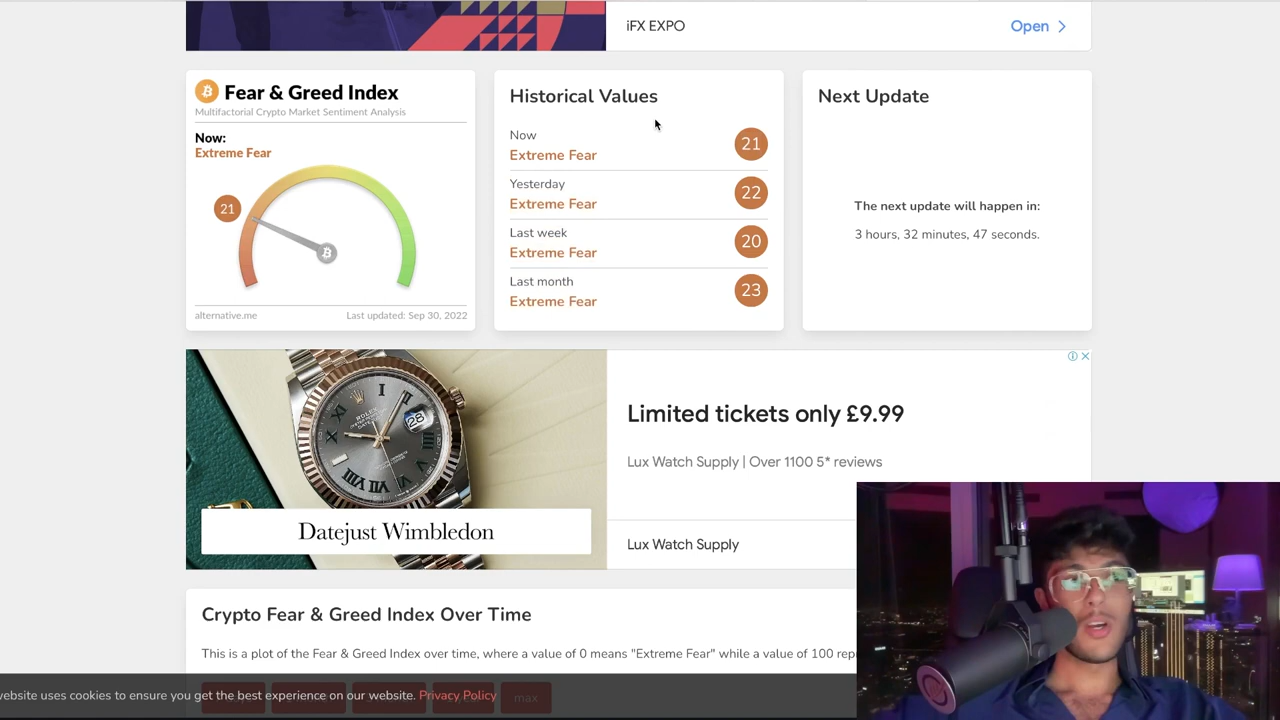 iFX EXPO
Open
Fear & Greed Index
Multifactorial Crypto Market Sentiment Analysis
Now:
Extreme Fear
21
alternative.me
Last updated: Sep 30, 2022
Historical Values
Now
Extreme Fear
21
Yesterday
Extreme Fear
22
Last week
Extreme Fear
20
Last month
Extreme Fear
23
Next Update
The next update will happen in:
3 hours, 32 minutes, 47 seconds.
ROLEX
28
Datejust Wimbledon
Limited tickets only £9.99
Lux Watch Supply | Over 1100 5* reviews
Lux Watch Supply
Crypto Fear & Greed Index Over Time
This is a plot of the Fear & Greed Index over time, where a value of 0 means "Extreme Fear" while a value of 100 rep
ebsite uses cookies to ensure you get the best experience on our website. Privacy Policy
max